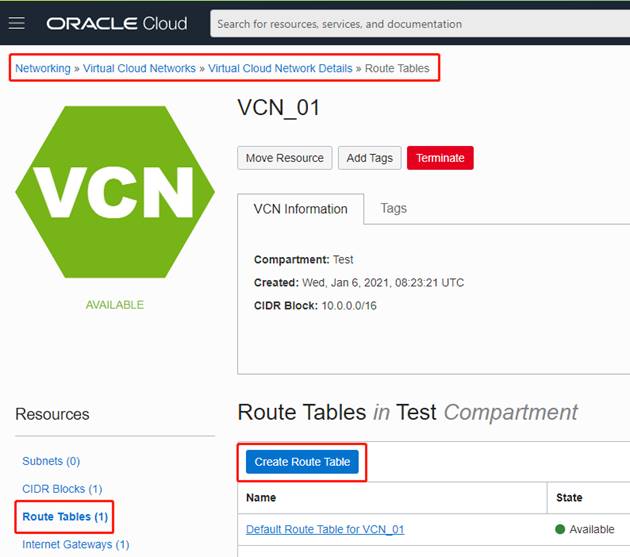 ORACLE Cloud
Search for resources, services, and documentation
Networking » Virtual Cloud Networks » Virtual Cloud Network Details » Route Tables
VCN
AVAILABLE
VCN_01
Move Resource
Add Tags
Terminate
VCN Information
Tags
Compartment: Test
Created: Wed, Jan 6, 2021, 08:23:21 UTC
CIDR Block: 10.0.0.0/16
Resources
Subnets (0)
CIDR Blocks (1)
Route Tables (1)
Internet Gateways (1)
Route Tables in Test Compartment
Create Route Table
Name State
Default Route Table for VCN_01 Available